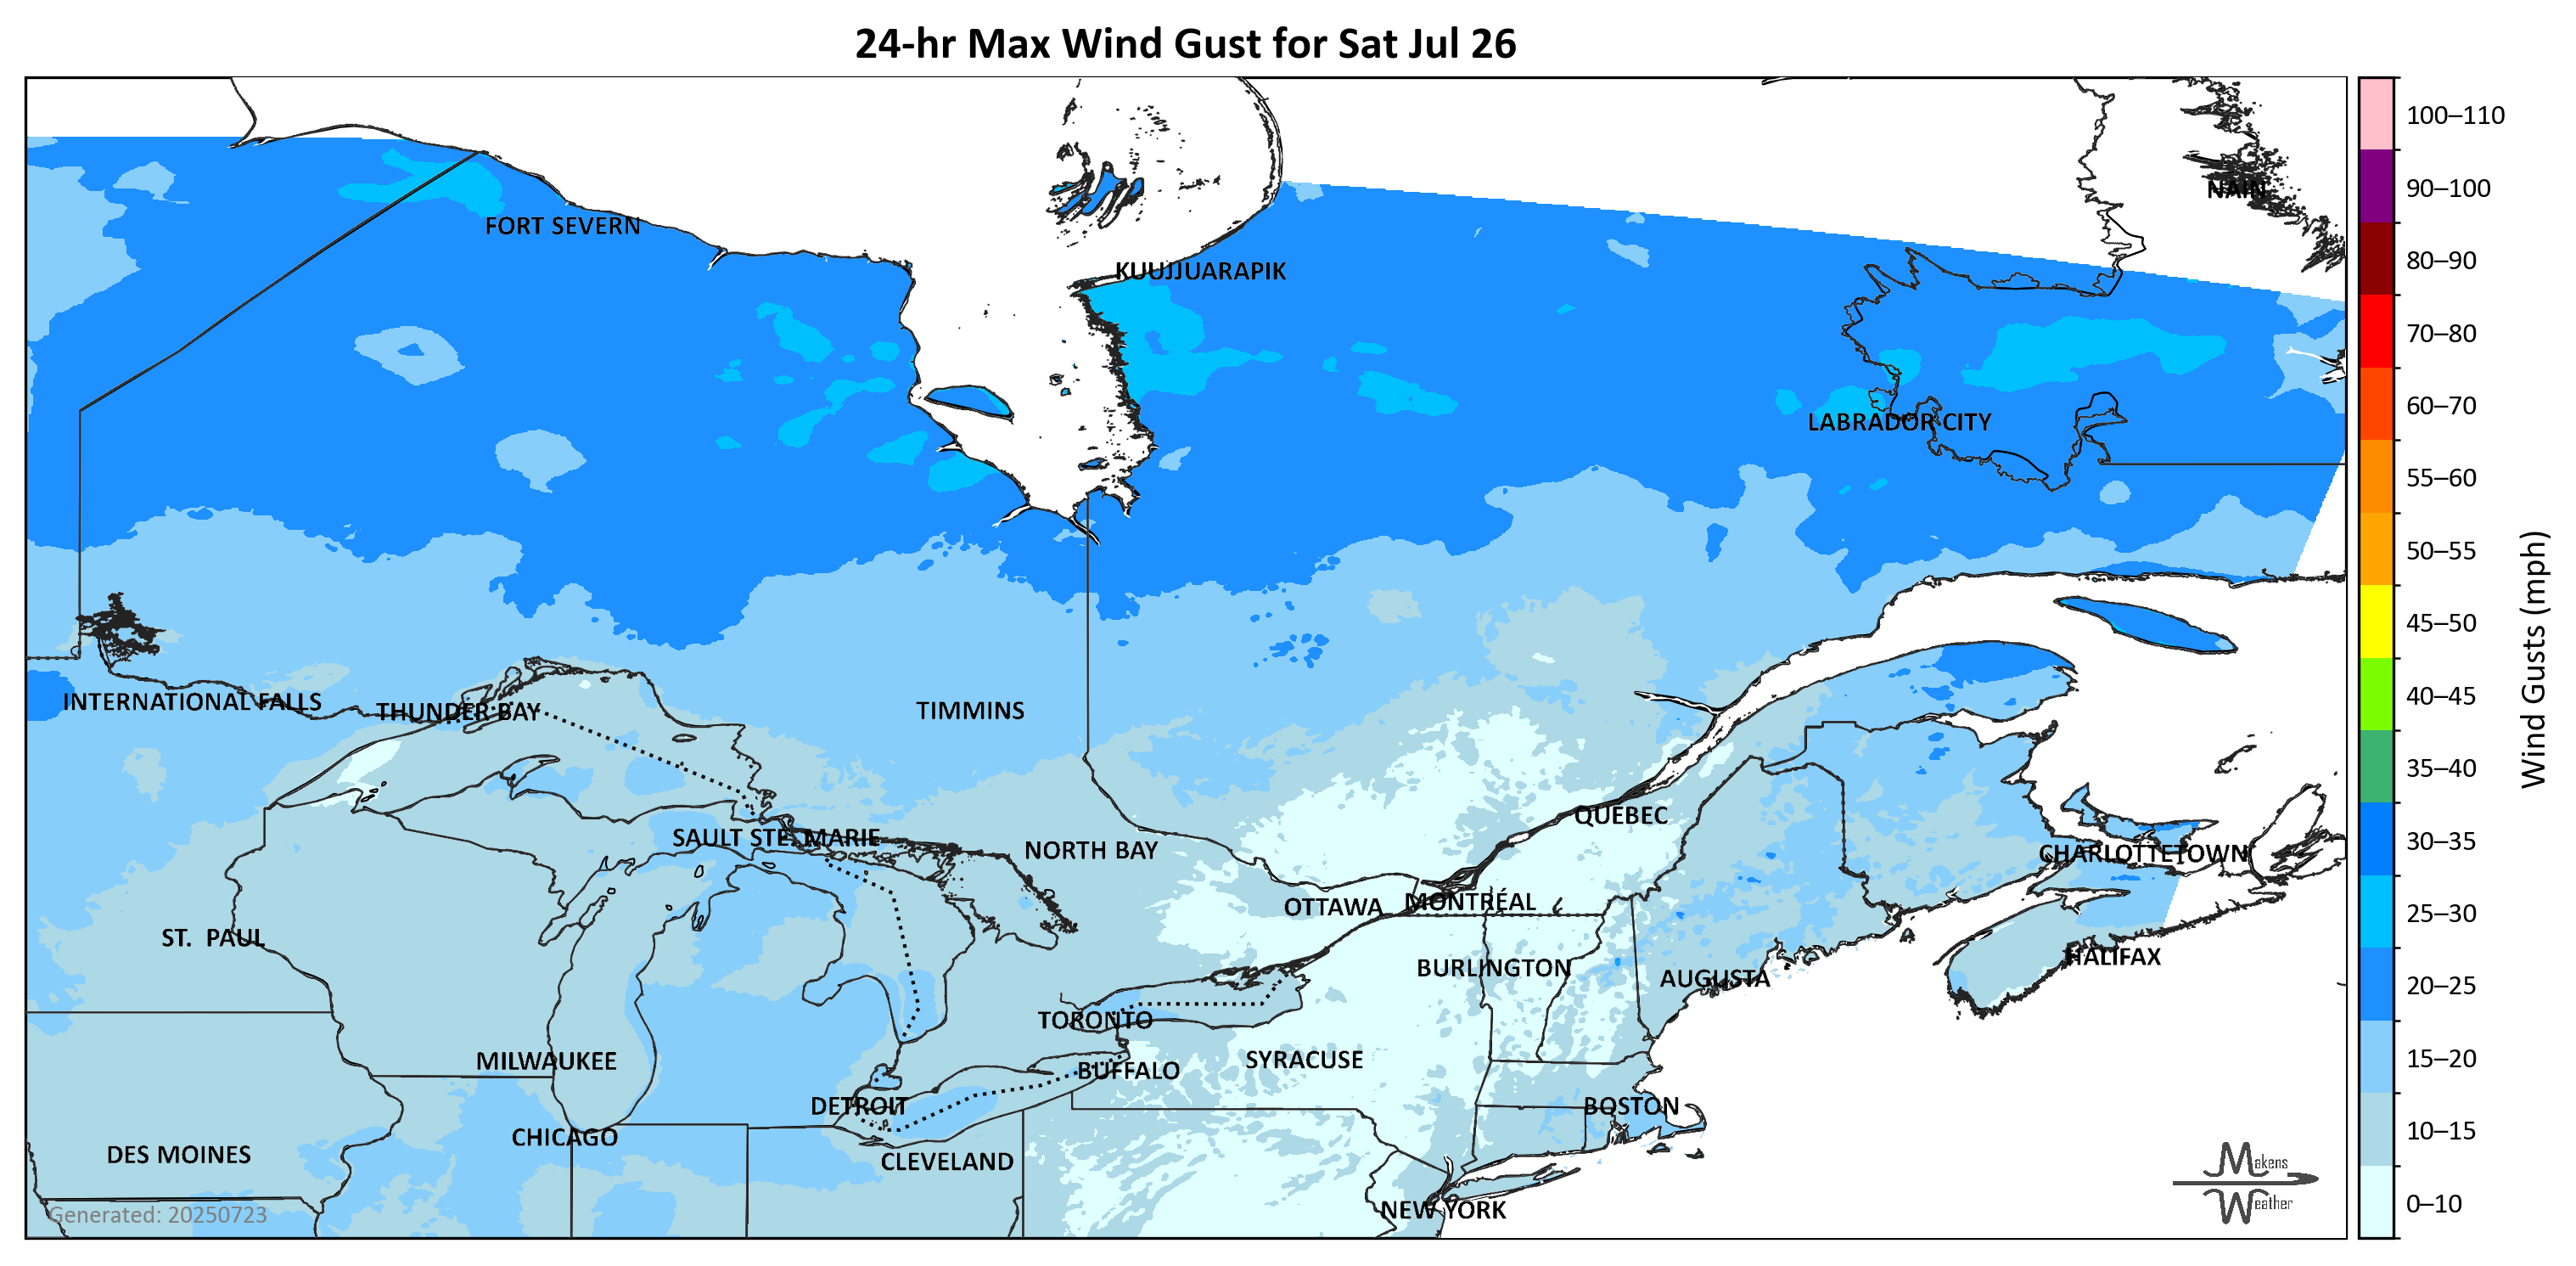 24-hr Max Wind Gust for Sat Jul 26
NAIN
FORT SEVERN
KUUJJUARAPIK
LABRADOR CITY
INTERNATIONAL FALLS
THUNDER BAY
TIMMINS
SAULT STE. MARIE
NORTH BAY
QUEBEC
CHARLOTTETOWN
OTTAWA
MONTRÉAL
ST. PAUL
BURLINGTON
AUGUSTA
HALIFAX
TORONTO
MILWAUKEE
SYRACUSE
BUFFALO
DETROIT
BOSTON
CHICAGO
DES MOINES
CLEVELAND
NEW YORK
Generated: 20250723
Makens
Weather
100–110
90–100
80–90
70–80
60–70
55–60
50–55
45–50
40–45
35–40
30–35
25–30
20–25
15–20
10–15
0–10
Wind Gusts (mph)